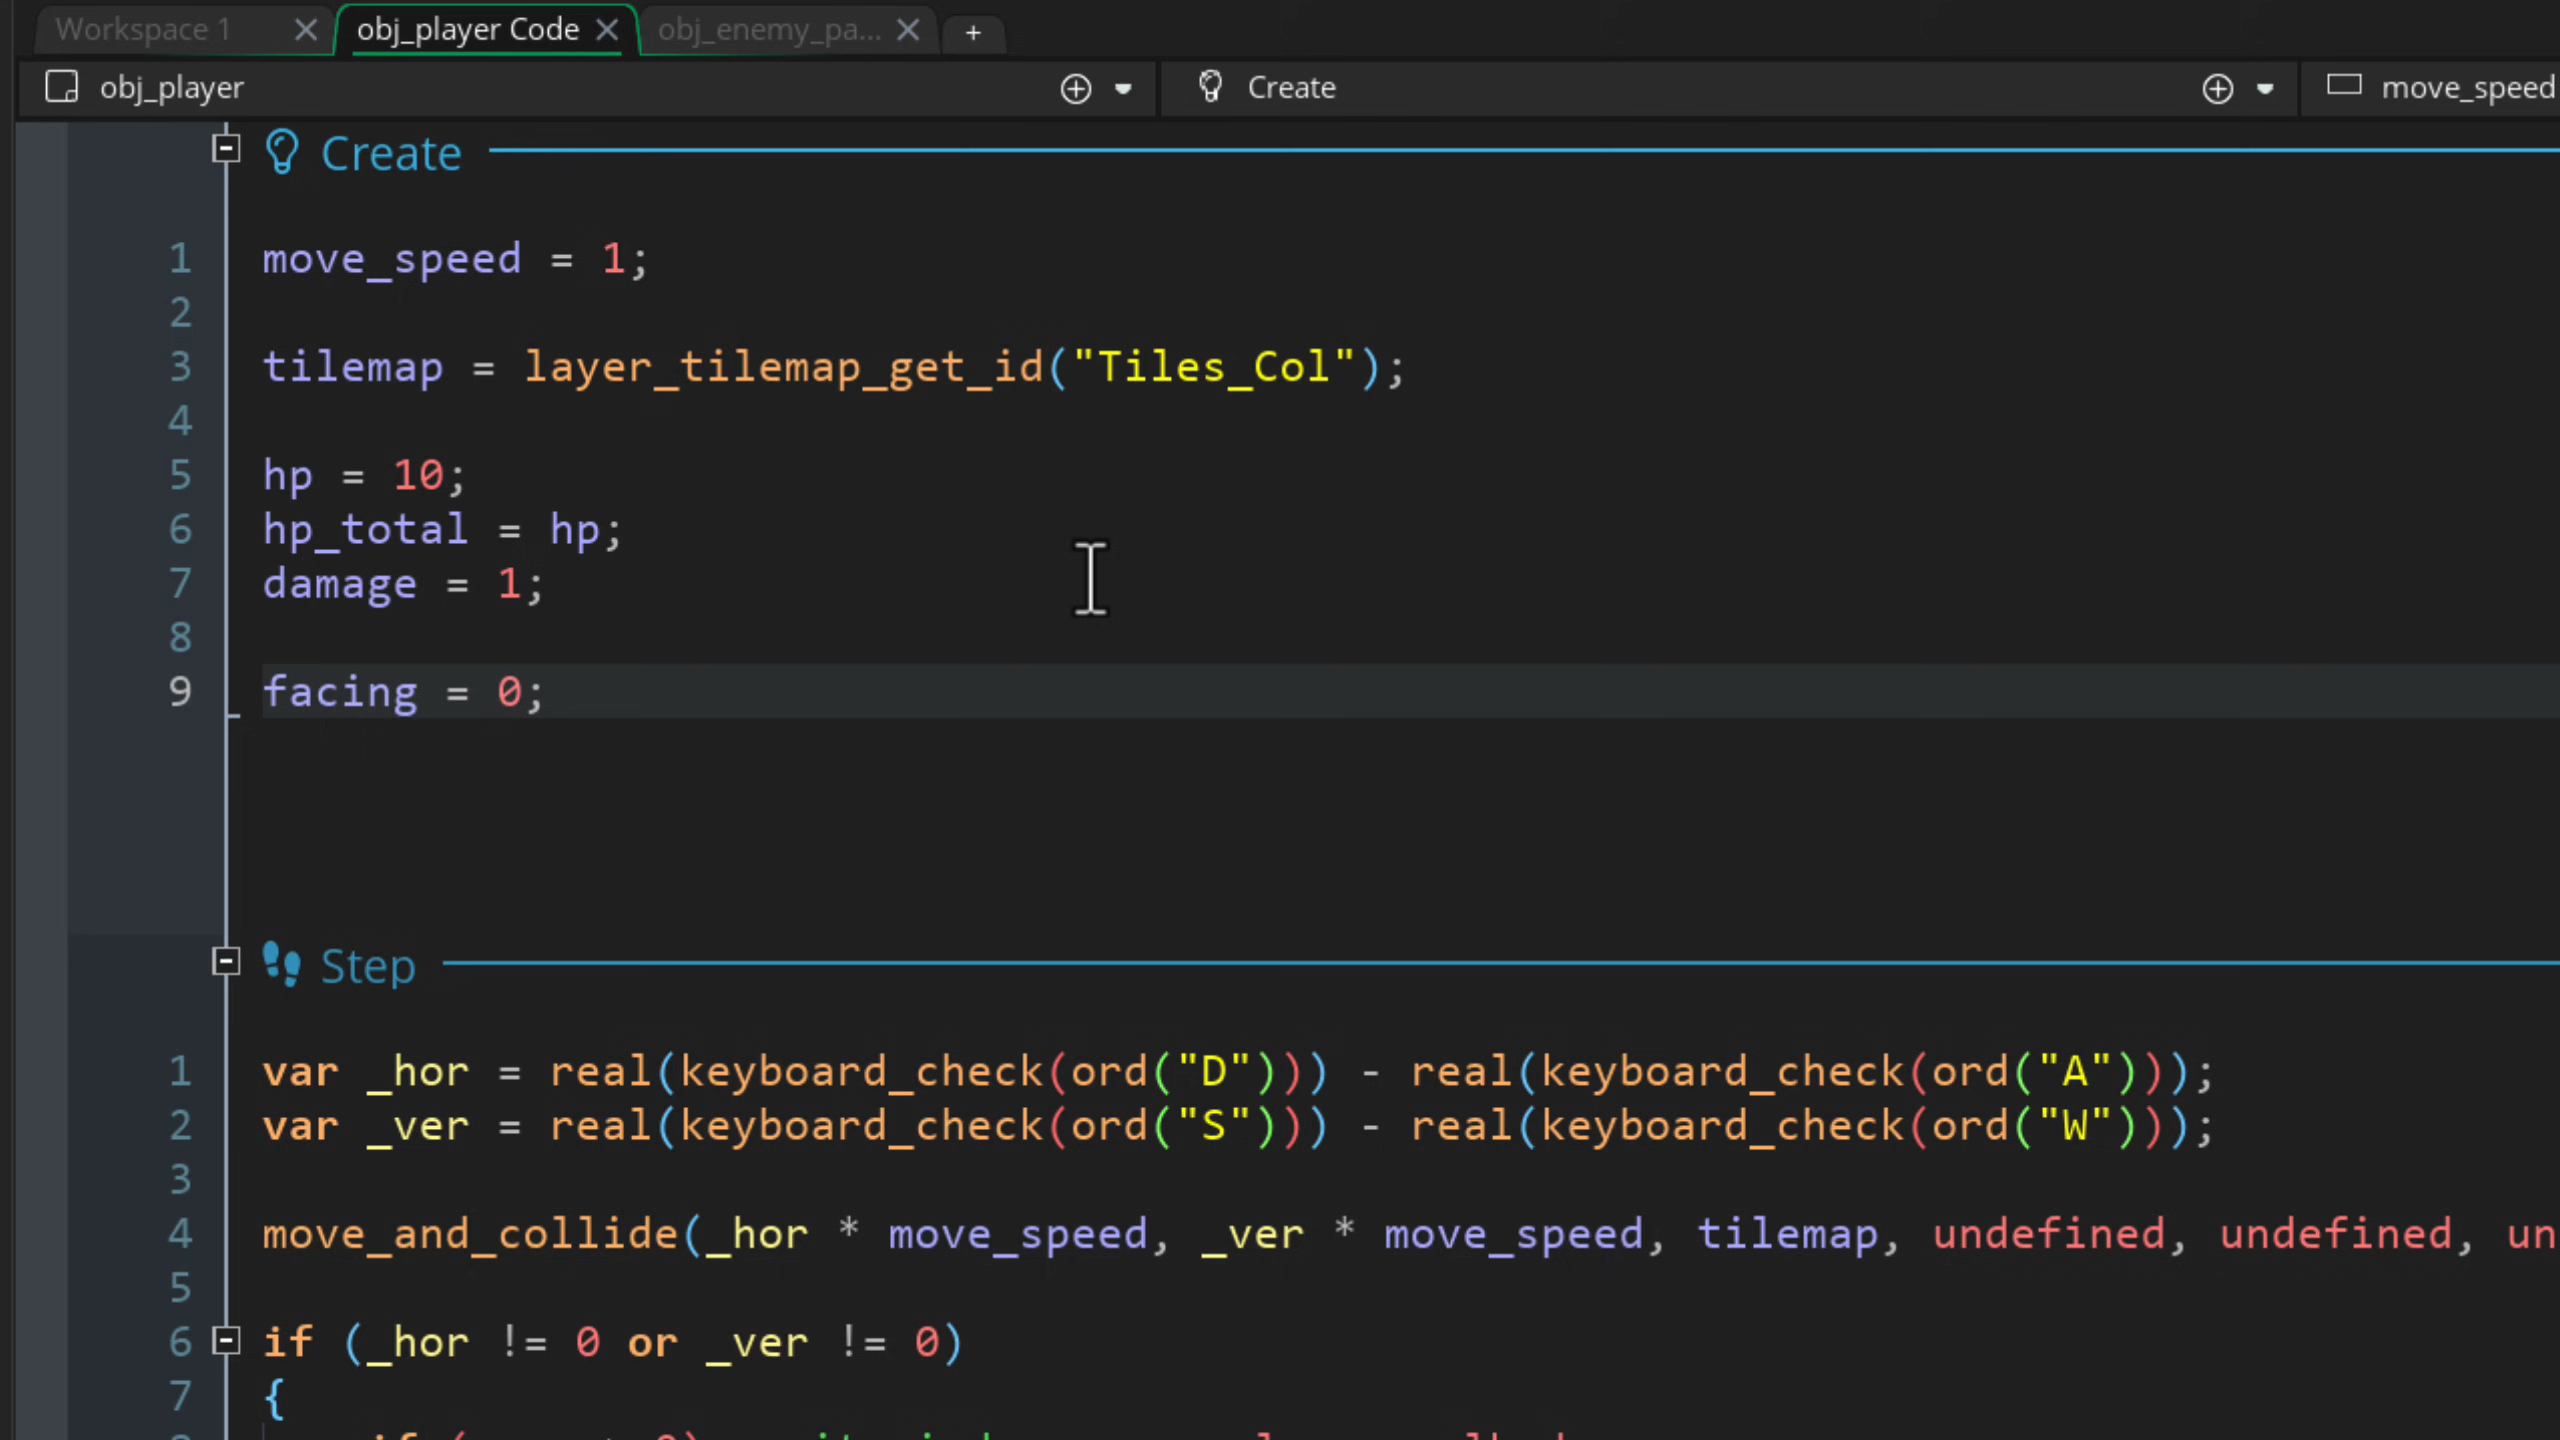 Workspace 1
obj_player Code
obj_enemy_pa...
obj_player
Create
move_speed
Create
1 move_speed = 1;
2
3 tilemap = layer_tilemap_get_id("Tiles_Col");
4
5 hp = 10;
6 hp_total = hp;
7 damage = 1;
8
9 facing = 0;
Step
1 var _hor = real(keyboard_check(ord("D"))) - real(keyboard_check(ord("A")));
2 var _ver = real(keyboard_check(ord("S"))) - real(keyboard_check(ord("W")));
3
4 move_and_collide(_hor * move_speed, _ver * move_speed, tilemap, undefined, undefined, un
5
6 if (_hor != 0 or _ver != 0)
7 {